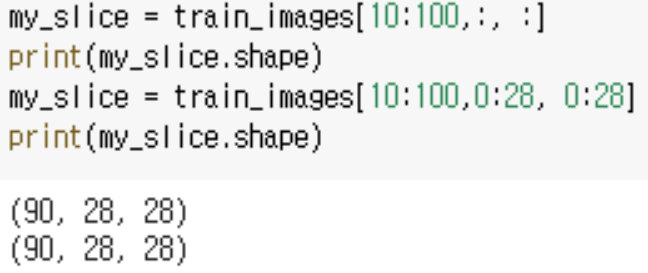 my_slice = train_images[10:100,:, :]
print(my_slice.shape)
my_slice = train_images[10:100,0:28, 0:28]
print(my_slice.shape)
(90, 28, 28)
(90, 28, 28)